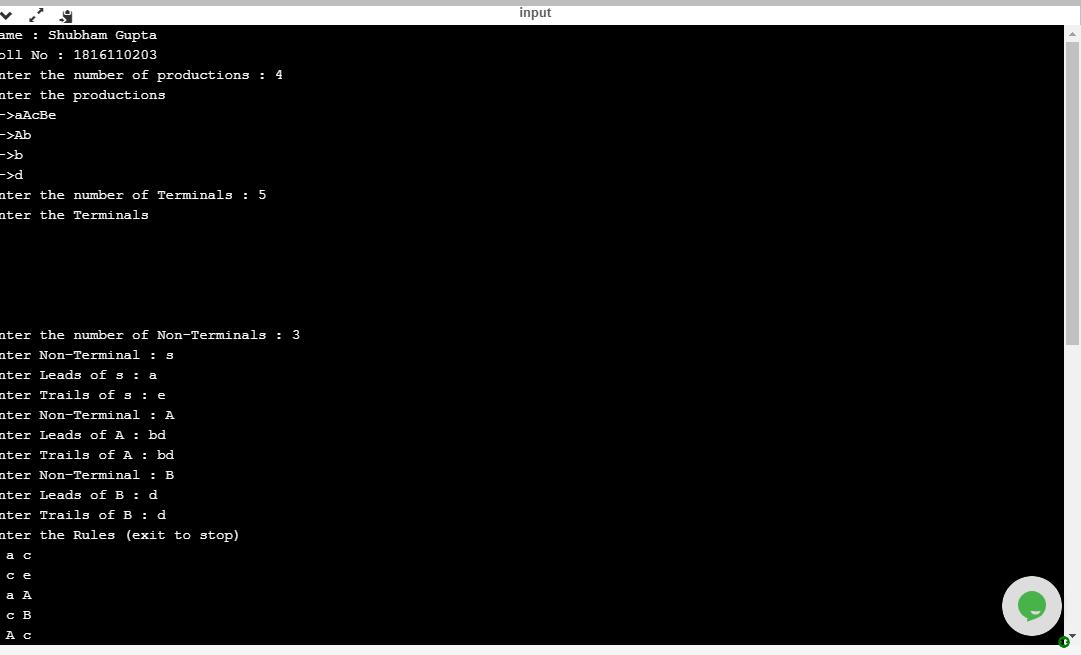 input
ame : Shubham Gupta
oll No : 1816110203
nter the number of productions : 4
nter the productions
->aAcBe
->Ab
->b
->d
nter the number of Terminals : 5
nter the Terminals
nter the number of Non-Terminals : 3
nter Non-Terminal : s
nter Leads of s : a
nter Trails of s : e
nter Non-Terminal : A
nter Leads of A : bd
nter Trails of A : bd
nter Non-Terminal : B
nter Leads of B : d
nter Trails of B : d
nter the Rules (exit to stop)
a c
c e
a A
c B
A c